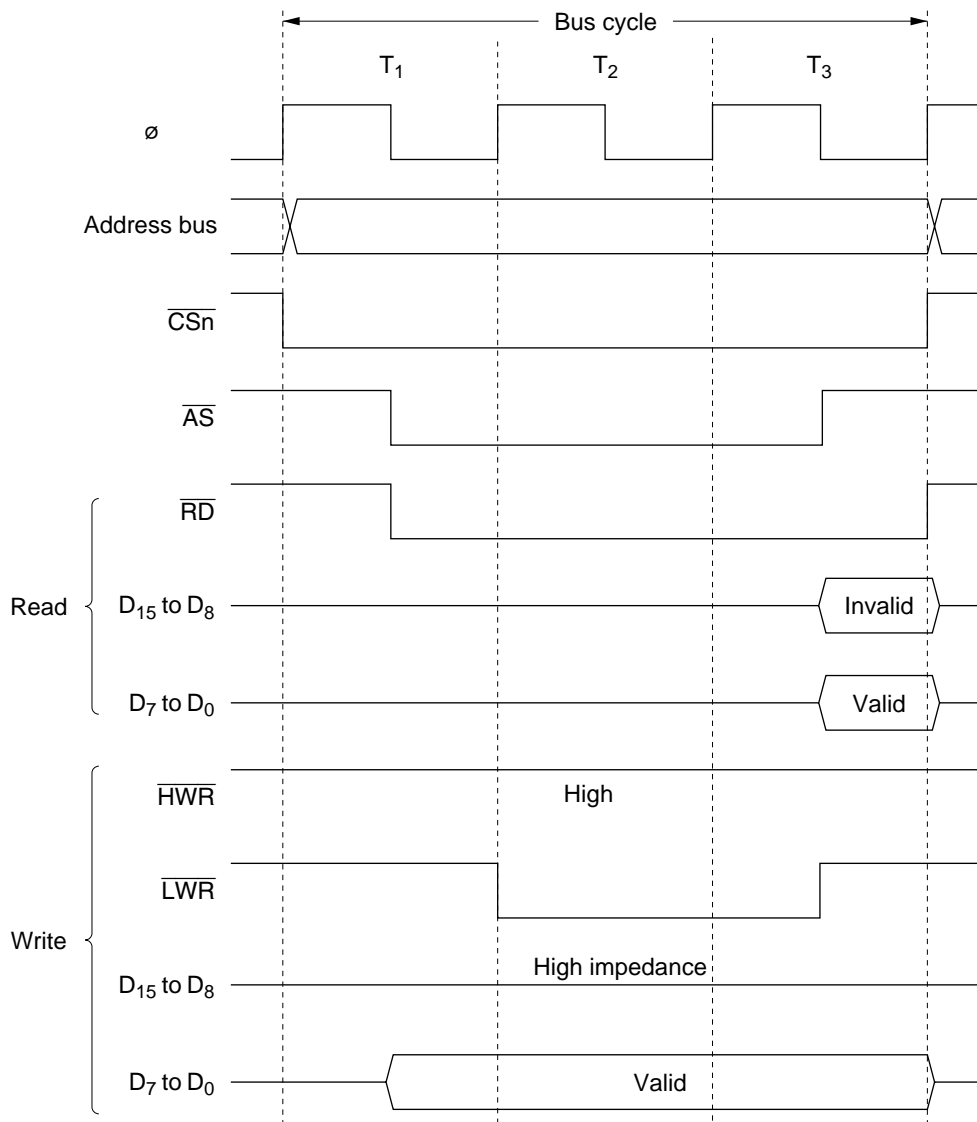 Bus cycle
T1 T2 T3
ø
Address bus
CSn
AS
RD
Read
D15 to D8 Invalid
D7 to D0 Valid
HWR High
LWR
Write
D15 to D8 High impedance
D7 to D0 Valid